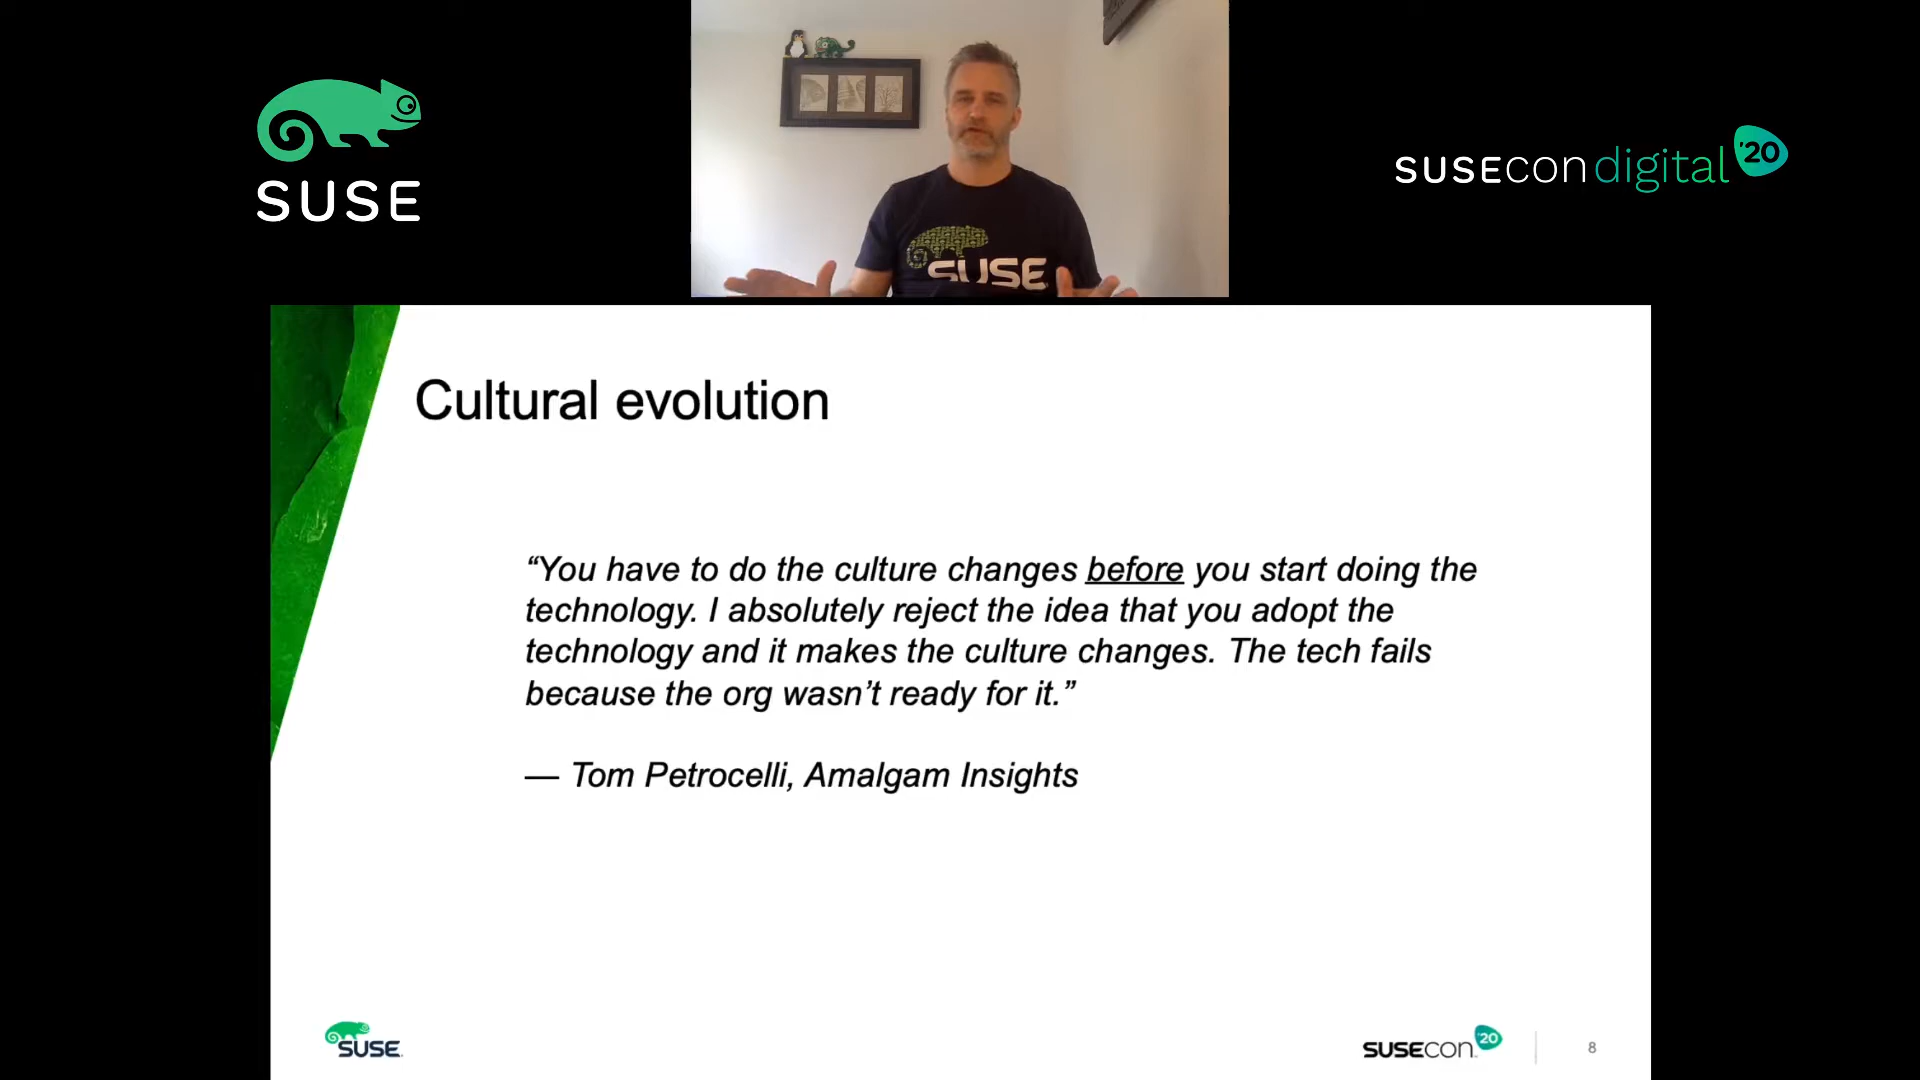 SUSE
SUSEcon digital '20
SUSE
Cultural evolution
“You have to do the culture changes before you start doing the
technology. I absolutely reject the idea that you adopt the
technology and it makes the culture changes. The tech fails
because the org wasn’t ready for it.”
— Tom Petrocelli, Amalgam Insights
SUSE
SUSEcon '20
8